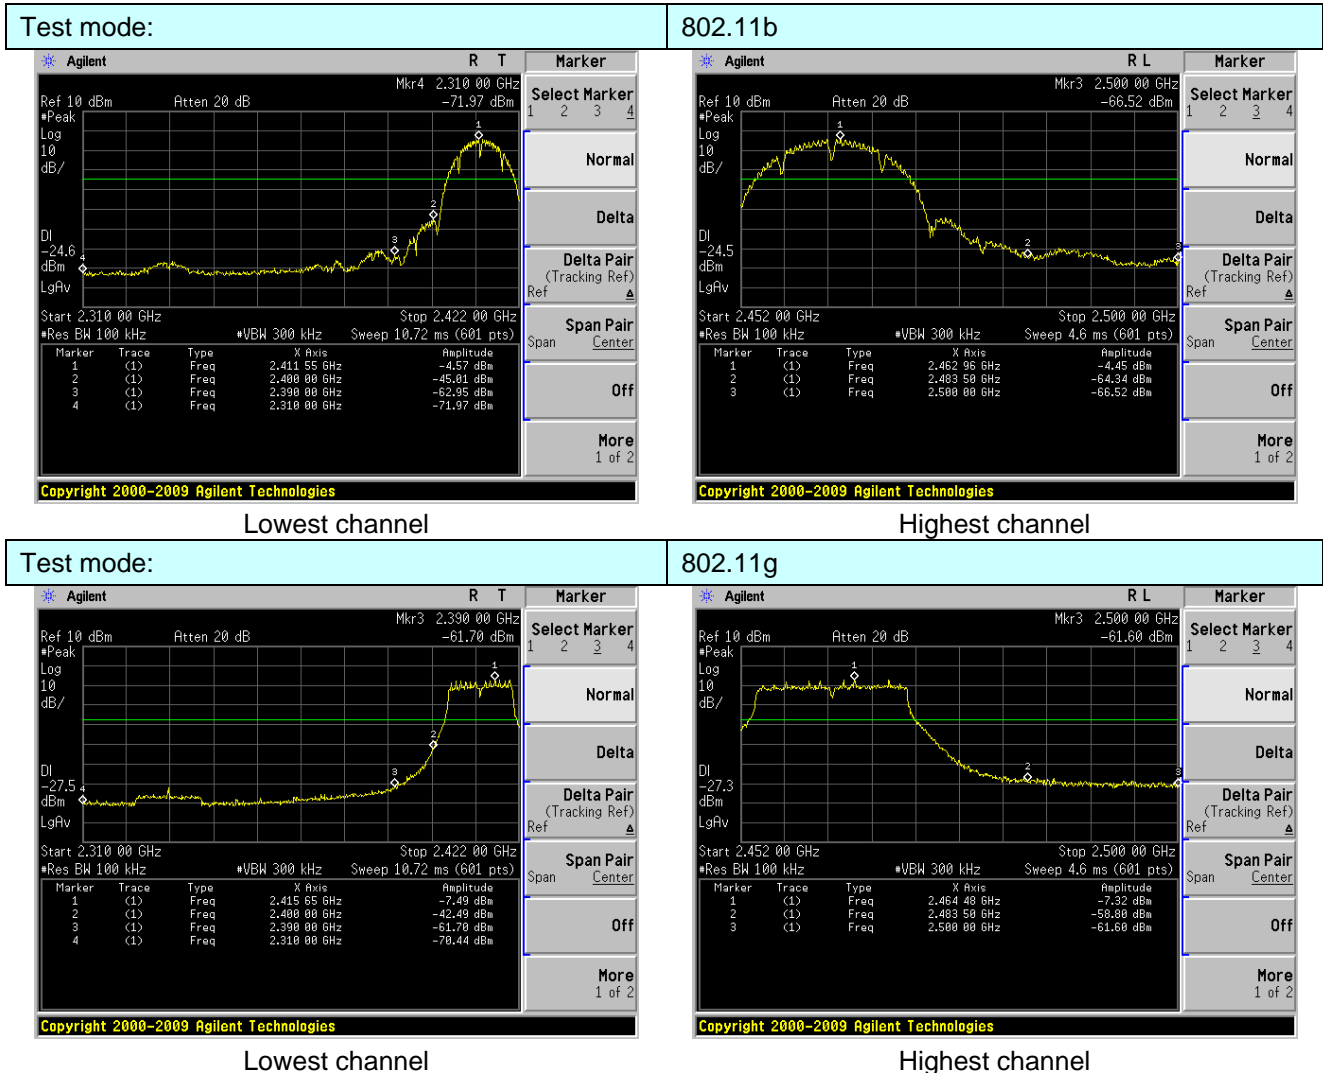 Test mode: 802.11b
Agilent R T Marker
Mkr4 2.310 00 GHz
Ref 10 dBm Atten 20 dB -71.97 dBm
Select Marker
1 2 3 4
#Peak
Log
10
dB/
1
2
3
4
DI
-24.6
dBm
LgAv
Start 2.310 00 GHz Stop 2.422 00 GHz
#Res BW 100 kHz #VBW 300 kHz Sweep 10.72 ms (601 pts)
Marker Trace Type X Axis Amplitude
1 (1) Freq 2.411 55 GHz -4.57 dBm
2 (1) Freq 2.400 00 GHz -45.01 dBm
3 (1) Freq 2.390 00 GHz -62.95 dBm
4 (1) Freq 2.310 00 GHz -71.97 dBm
Normal
Delta
Delta Pair
(Tracking Ref)
Ref Δ
Span Pair
Span Center
Off
More
1 of 2
Copyright 2000-2009 Agilent Technologies
Lowest channel
Agilent R L Marker
Mkr3 2.500 00 GHz
Ref 10 dBm Atten 20 dB -66.52 dBm
Select Marker
1 2 3 4
#Peak
Log
10
dB/
1
2
3
DI
-24.5
dBm
LgAv
Start 2.452 00 GHz Stop 2.500 00 GHz
#Res BW 100 kHz #VBW 300 kHz Sweep 4.6 ms (601 pts)
Marker Trace Type X Axis Amplitude
1 (1) Freq 2.462 96 GHz -4.45 dBm
2 (1) Freq 2.483 50 GHz -64.34 dBm
3 (1) Freq 2.500 00 GHz -66.52 dBm
Normal
Delta
Delta Pair
(Tracking Ref)
Ref Δ
Span Pair
Span Center
Off
More
1 of 2
Copyright 2000-2009 Agilent Technologies
Highest channel
Test mode: 802.11g
Agilent R T Marker
Mkr3 2.390 00 GHz
Ref 10 dBm Atten 20 dB -61.70 dBm
Select Marker
1 2 3 4
#Peak
Log
10
dB/
1
2
3
4
DI
-27.5
dBm
LgAv
Start 2.310 00 GHz Stop 2.422 00 GHz
#Res BW 100 kHz #VBW 300 kHz Sweep 10.72 ms (601 pts)
Marker Trace Type X Axis Amplitude
1 (1) Freq 2.415 65 GHz -7.49 dBm
2 (1) Freq 2.400 00 GHz -42.49 dBm
3 (1) Freq 2.390 00 GHz -61.70 dBm
4 (1) Freq 2.310 00 GHz -70.44 dBm
Normal
Delta
Delta Pair
(Tracking Ref)
Ref Δ
Span Pair
Span Center
Off
More
1 of 2
Copyright 2000-2009 Agilent Technologies
Lowest channel
Agilent R L Marker
Mkr3 2.500 00 GHz
Ref 10 dBm Atten 20 dB -61.60 dBm
Select Marker
1 2 3 4
#Peak
Log
10
dB/
1
2
3
DI
-27.3
dBm
LgAv
Start 2.452 00 GHz Stop 2.500 00 GHz
#Res BW 100 kHz #VBW 300 kHz Sweep 4.6 ms (601 pts)
Marker Trace Type X Axis Amplitude
1 (1) Freq 2.464 48 GHz -7.32 dBm
2 (1) Freq 2.483 50 GHz -58.80 dBm
3 (1) Freq 2.500 00 GHz -61.60 dBm
Normal
Delta
Delta Pair
(Tracking Ref)
Ref Δ
Span Pair
Span Center
Off
More
1 of 2
Copyright 2000-2009 Agilent Technologies
Highest channel